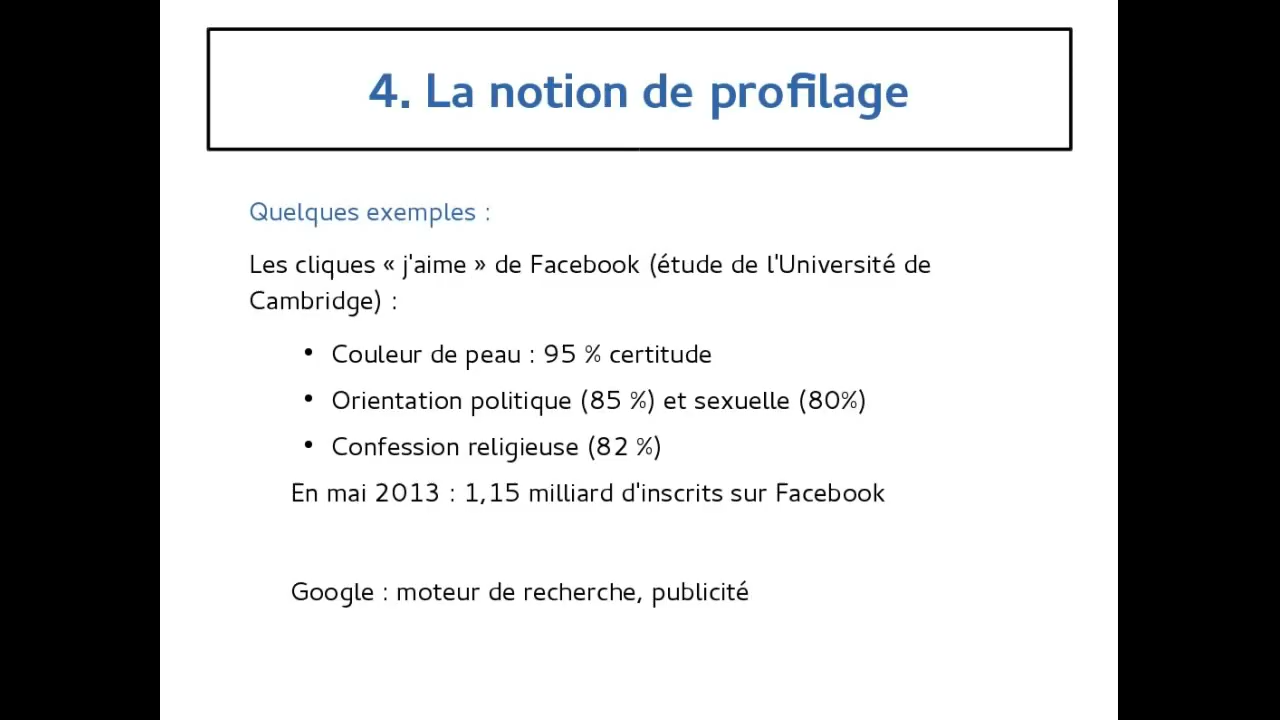 4. La notion de profilage
Quelques exemples :
Les cliques « j'aime » de Facebook (étude de l'Université de
Cambridge) :
• Couleur de peau : 95 % certitude
• Orientation politique (85 %) et sexuelle (80%)
• Confession religieuse (82 %)
En mai 2013 : 1,15 milliard d'inscrits sur Facebook
Google : moteur de recherche, publicité